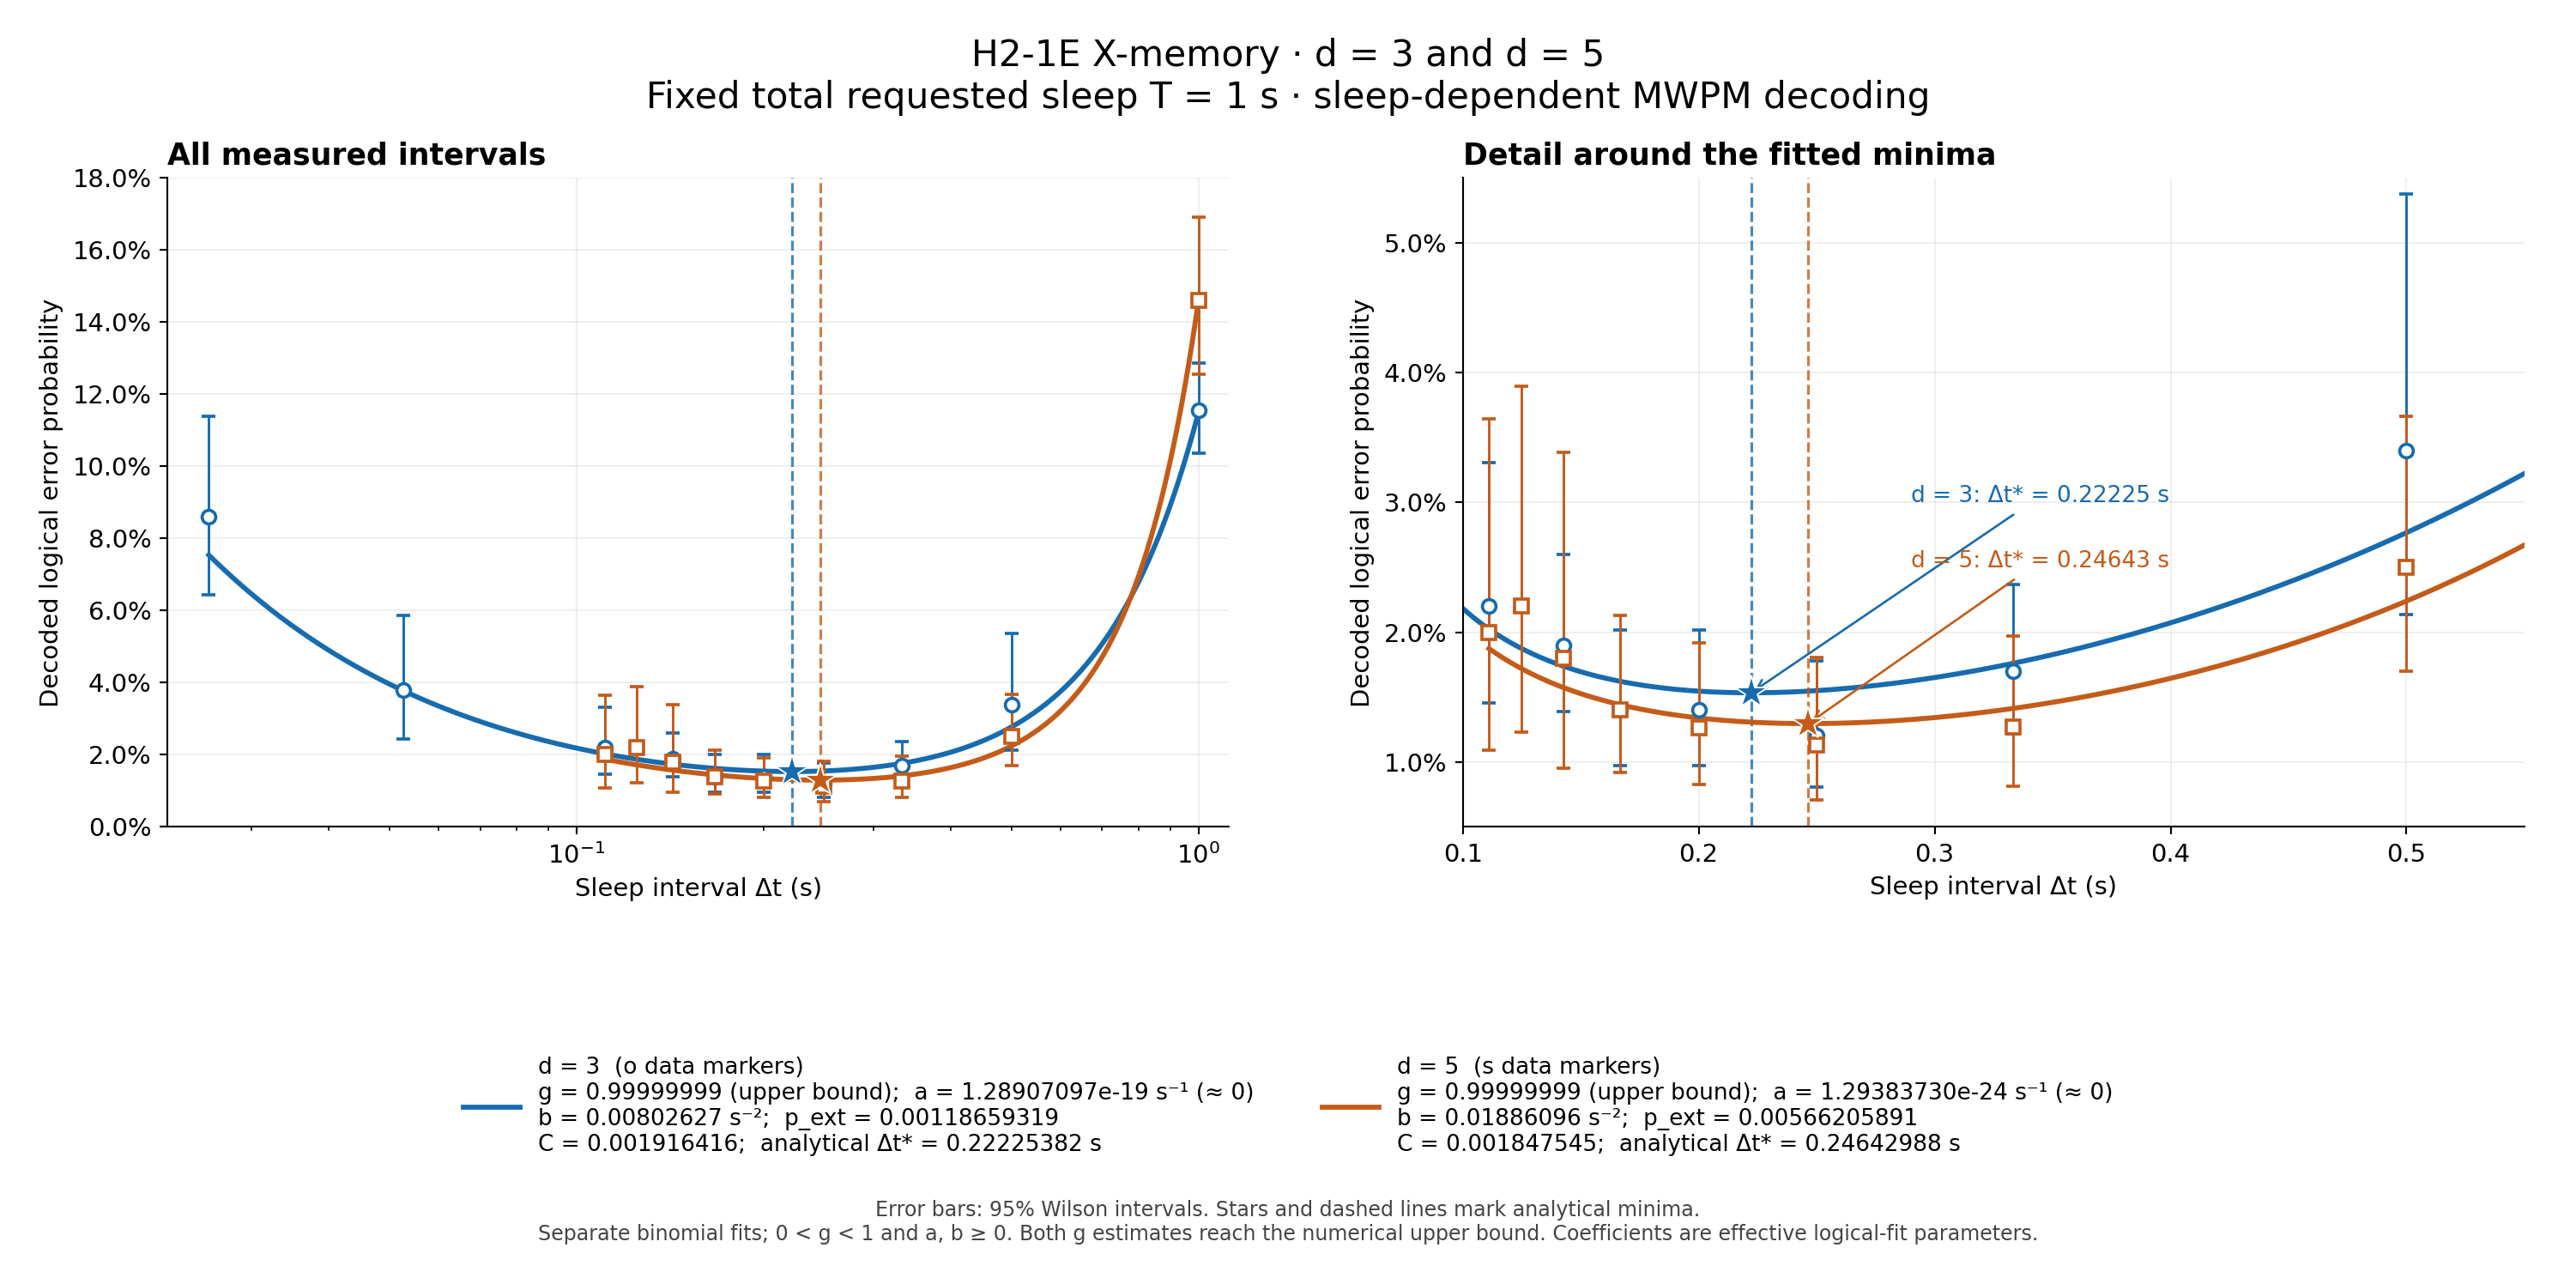 H2-1E X-memory · d = 3 and d = 5
Fixed total requested sleep T = 1 s · sleep-dependent MWPM decoding
All measured intervals
18.0%
16.0%
14.0%
12.0%
10.0%
8.0%
6.0%
4.0%
2.0%
0.0%
Decoded logical error probability
10⁻¹
10⁰
Sleep interval Δt (s)
Detail around the fitted minima
5.0%
4.0%
3.0%
2.0%
1.0%
Decoded logical error probability
d = 3: Δt* = 0.22225 s
d = 5: Δt* = 0.24643 s
0.1
0.2
0.3
0.4
0.5
Sleep interval Δt (s)
d = 3  (o data markers)
g = 0.99999999 (upper bound);  a = 1.28907097e-19 s⁻¹ (≈ 0)
b = 0.00802627 s⁻²;  p_ext = 0.00118659319
C = 0.001916416;  analytical Δt* = 0.22225382 s
d = 5  (s data markers)
g = 0.99999999 (upper bound);  a = 1.29383730e-24 s⁻¹ (≈ 0)
b = 0.01886096 s⁻²;  p_ext = 0.00566205891
C = 0.001847545;  analytical Δt* = 0.24642988 s
Error bars: 95% Wilson intervals. Stars and dashed lines mark analytical minima.
Separate binomial fits; 0 < g < 1 and a, b ≥ 0. Both g estimates reach the numerical upper bound. Coefficients are effective logical-fit parameters.